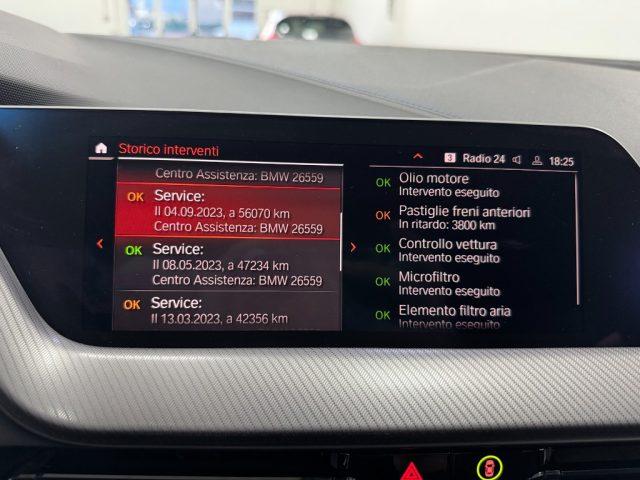 Storico interventi
3 Radio 24 18:25
Centro Assistenza: BMW 26559
OK Service:
Il 04.09.2023, a 56070 km
Centro Assistenza: BMW 26559
OK Service:
Il 08.05.2023, a 47234 km
Centro Assistenza: BMW 26559
OK Service:
Il 13.03.2023, a 42356 km
OK Olio motore
Intervento eseguito
OK Pastiglie freni anteriori
In ritardo: 3800 km
OK Controllo vettura
Intervento eseguito
OK Microfiltro
Intervento eseguito
OK Elemento filtro aria
Intervento eseguito